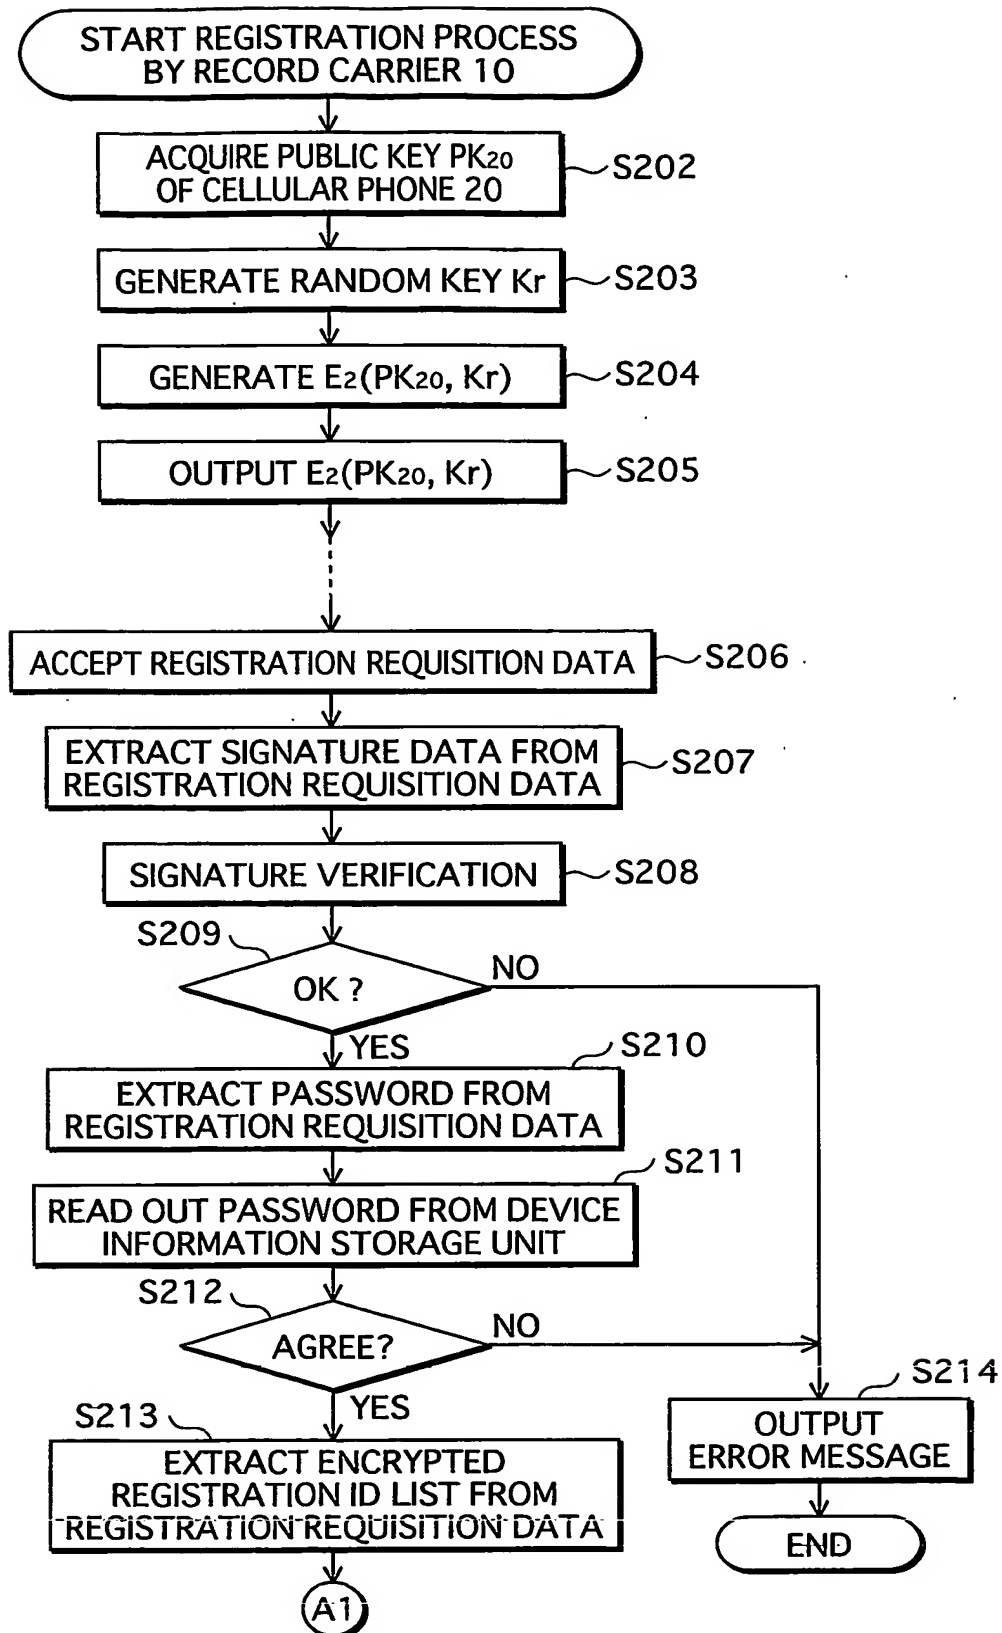 START REGISTRATION PROCESS
BY RECORD CARRIER 10
ACQUIRE PUBLIC KEY PK20
OF CELLULAR PHONE 20
S202
GENERATE RANDOM KEY Kr
S203
GENERATE E2(PK20, Kr)
S204
OUTPUT E2(PK20, Kr)
S205
ACCEPT REGISTRATION REQUISITION DATA
S206
EXTRACT SIGNATURE DATA FROM
REGISTRATION REQUISITION DATA
S207
SIGNATURE VERIFICATION
S208
S209
OK ?
NO
YES
S210
EXTRACT PASSWORD FROM
REGISTRATION REQUISITION DATA
S211
READ OUT PASSWORD FROM DEVICE
INFORMATION STORAGE UNIT
S212
AGREE?
NO
YES
S213
EXTRACT ENCRYPTED
REGISTRATION ID LIST FROM
REGISTRATION REQUISITION DATA
S214
OUTPUT
ERROR MESSAGE
END
A1